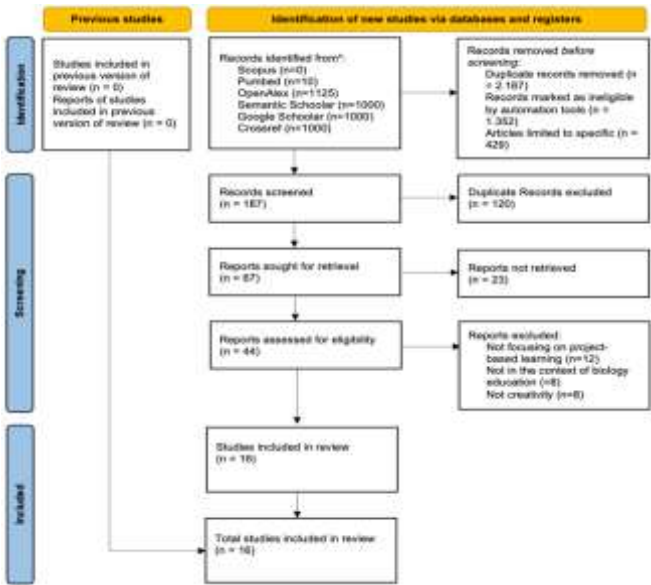 Previous studies
Identification of new studies via databases and registers
Identification
Studies included in
previous version of
review (n = 0)
Reports of studies
included in previous
version of review (n = 0)
Records identified from*:
Scopus (n=0)
Pumbed (n=10)
OpenAlex (n=1125)
Semantic Schooler (n=1000)
Google Schoolar (n=1000)
Crossref (n=1000)
Records removed before
screening:
Duplicate records removed (n
= 2.167)
Records marked as ineligible
by automation tools (n =
1.352)
Articles limited to specific (n =
429)
Screening
Records screened
(n = 187)
Duplicate Records excluded
(n = 120)
Reports sought for retrieval
(n = 67)
Reports not retrieved
(n = 23)
Reports assessed for eligibility
(n = 44)
Reports excluded:
Not focusing on project-
based learning (n=12)
Not in the context of biology
education (=8)
Not creativity (n=8)
Included
Studies included in review
(n = 16)
Total studies included in review
(n = 16)